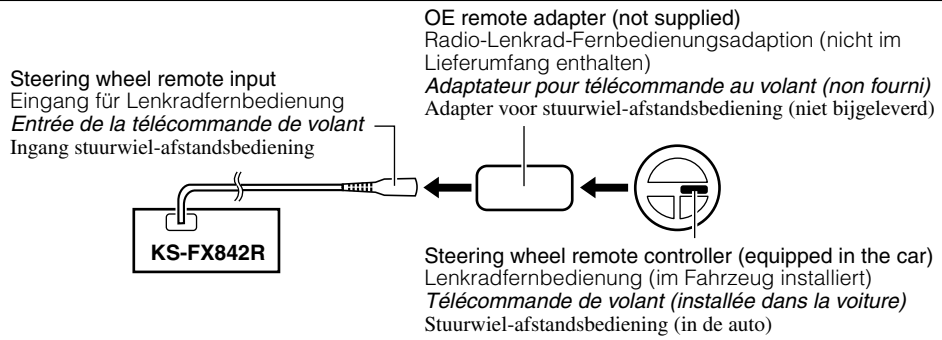 OE remote adapter (not supplied)
Radio-Lenkrad-Fernbedienungsadaption (nicht im
Lieferumfang enthalten)
Adaptateur pour télécommande au volant (non fourni)
Adapter voor stuurwiel-afstandsbediening (niet bijgeleverd)
Steering wheel remote input
Eingang für Lenkradfernbedienung
Entrée de la télécommande de volant
Ingang stuurwiel-afstandsbediening
KS-FX842R
Steering wheel remote controller (equipped in the car)
Lenkradfernbedienung (im Fahrzeug installiert)
Télécommande de volant (installée dans la voiture)
Stuurwiel-afstandsbediening (in de auto)